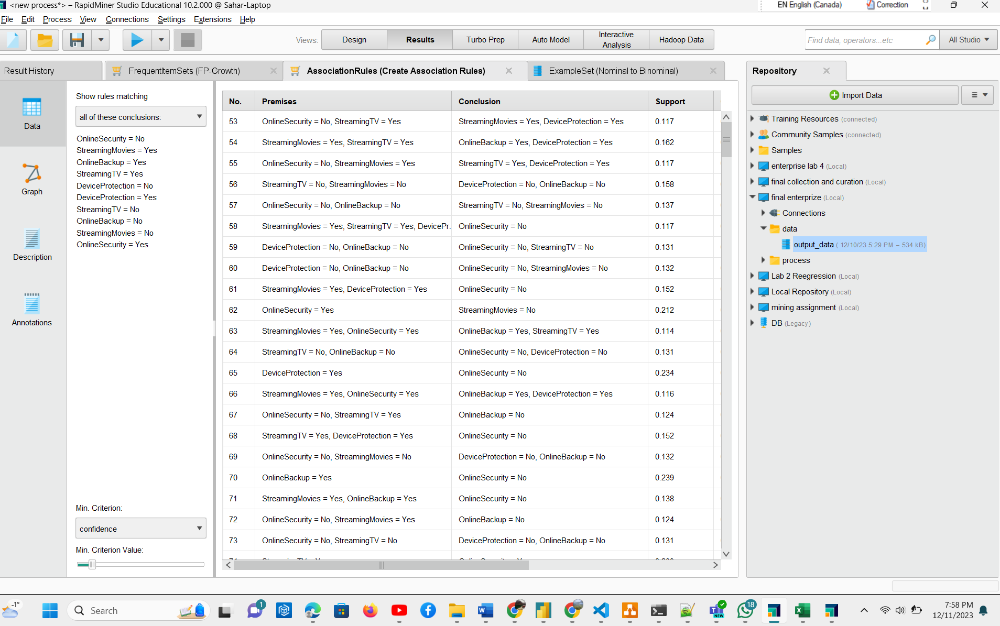 <new process*> – RapidMiner Studio Educational 10.2.000 @ Sahar-Laptop
EN English (Canada) Correction
File Edit Process View Connections Settings Extensions Help
Views: Design Results Turbo Prep Auto Model Interactive Analysis Hadoop Data
Find data, operators...etc All Studio
Result History FrequentItemSets (FP-Growth) AssociationRules (Create Association Rules) ExampleSet (Nominal to Binominal)
Data
Graph
Description
Annotations
Show rules matching
all of these conclusions:
OnlineSecurity = No
StreamingMovies = Yes
OnlineBackup = Yes
StreamingTV = Yes
DeviceProtection = No
DeviceProtection = Yes
StreamingTV = No
OnlineBackup = No
StreamingMovies = No
OnlineSecurity = Yes
Min. Criterion:
confidence
Min. Criterion Value:
No. Premises Conclusion Support
53 OnlineSecurity = No, StreamingTV = Yes StreamingMovies = Yes, DeviceProtection = Yes 0.117
54 StreamingMovies = Yes, StreamingTV = Yes OnlineBackup = Yes, DeviceProtection = Yes 0.162
55 OnlineSecurity = No, StreamingMovies = Yes StreamingTV = Yes, DeviceProtection = Yes 0.117
56 StreamingTV = No, StreamingMovies = No DeviceProtection = No, OnlineBackup = No 0.158
57 OnlineSecurity = No, OnlineBackup = No StreamingTV = No, StreamingMovies = No 0.137
58 StreamingMovies = Yes, StreamingTV = Yes, DevicePr. OnlineSecurity = No 0.117
59 DeviceProtection = No, OnlineBackup = No OnlineSecurity = No, StreamingTV = No 0.131
60 DeviceProtection = No, OnlineBackup = No OnlineSecurity = No, StreamingMovies = No 0.132
61 StreamingMovies = Yes, DeviceProtection = Yes OnlineSecurity = No 0.152
62 OnlineSecurity = Yes StreamingMovies = No 0.212
63 StreamingMovies = Yes, OnlineSecurity = Yes OnlineBackup = Yes, StreamingTV = Yes 0.114
64 StreamingTV = No, OnlineBackup = No OnlineSecurity = No, DeviceProtection = No 0.131
65 DeviceProtection = Yes OnlineSecurity = No 0.234
66 StreamingMovies = Yes, OnlineSecurity = Yes OnlineBackup = Yes, DeviceProtection = Yes 0.116
67 OnlineSecurity = No, StreamingTV = Yes OnlineBackup = No 0.124
68 StreamingTV = Yes, DeviceProtection = Yes OnlineSecurity = No 0.152
69 OnlineSecurity = No, StreamingMovies = No DeviceProtection = No, OnlineBackup = No 0.132
70 OnlineBackup = Yes OnlineSecurity = No 0.239
71 StreamingMovies = Yes, OnlineBackup = Yes OnlineSecurity = No 0.138
72 OnlineSecurity = No, StreamingMovies = Yes OnlineBackup = No 0.124
73 OnlineSecurity = No, StreamingTV = No DeviceProtection = No, OnlineBackup = No 0.131
Repository
Import Data
Training Resources (connected)
Community Samples (connected)
Samples
enterprise lab 4 (Local)
final collection and curation (Local)
final enterprize (Local)
Connections
data
output_data ( 12/10/23 5:29 PM – 534 kB)
process
Lab 2 Reegression (Local)
Local Repository (Local)
mining assignment (Local)
DB (Legacy)
-1°
Search
1
NEW
18
7:58 PM
12/11/2023